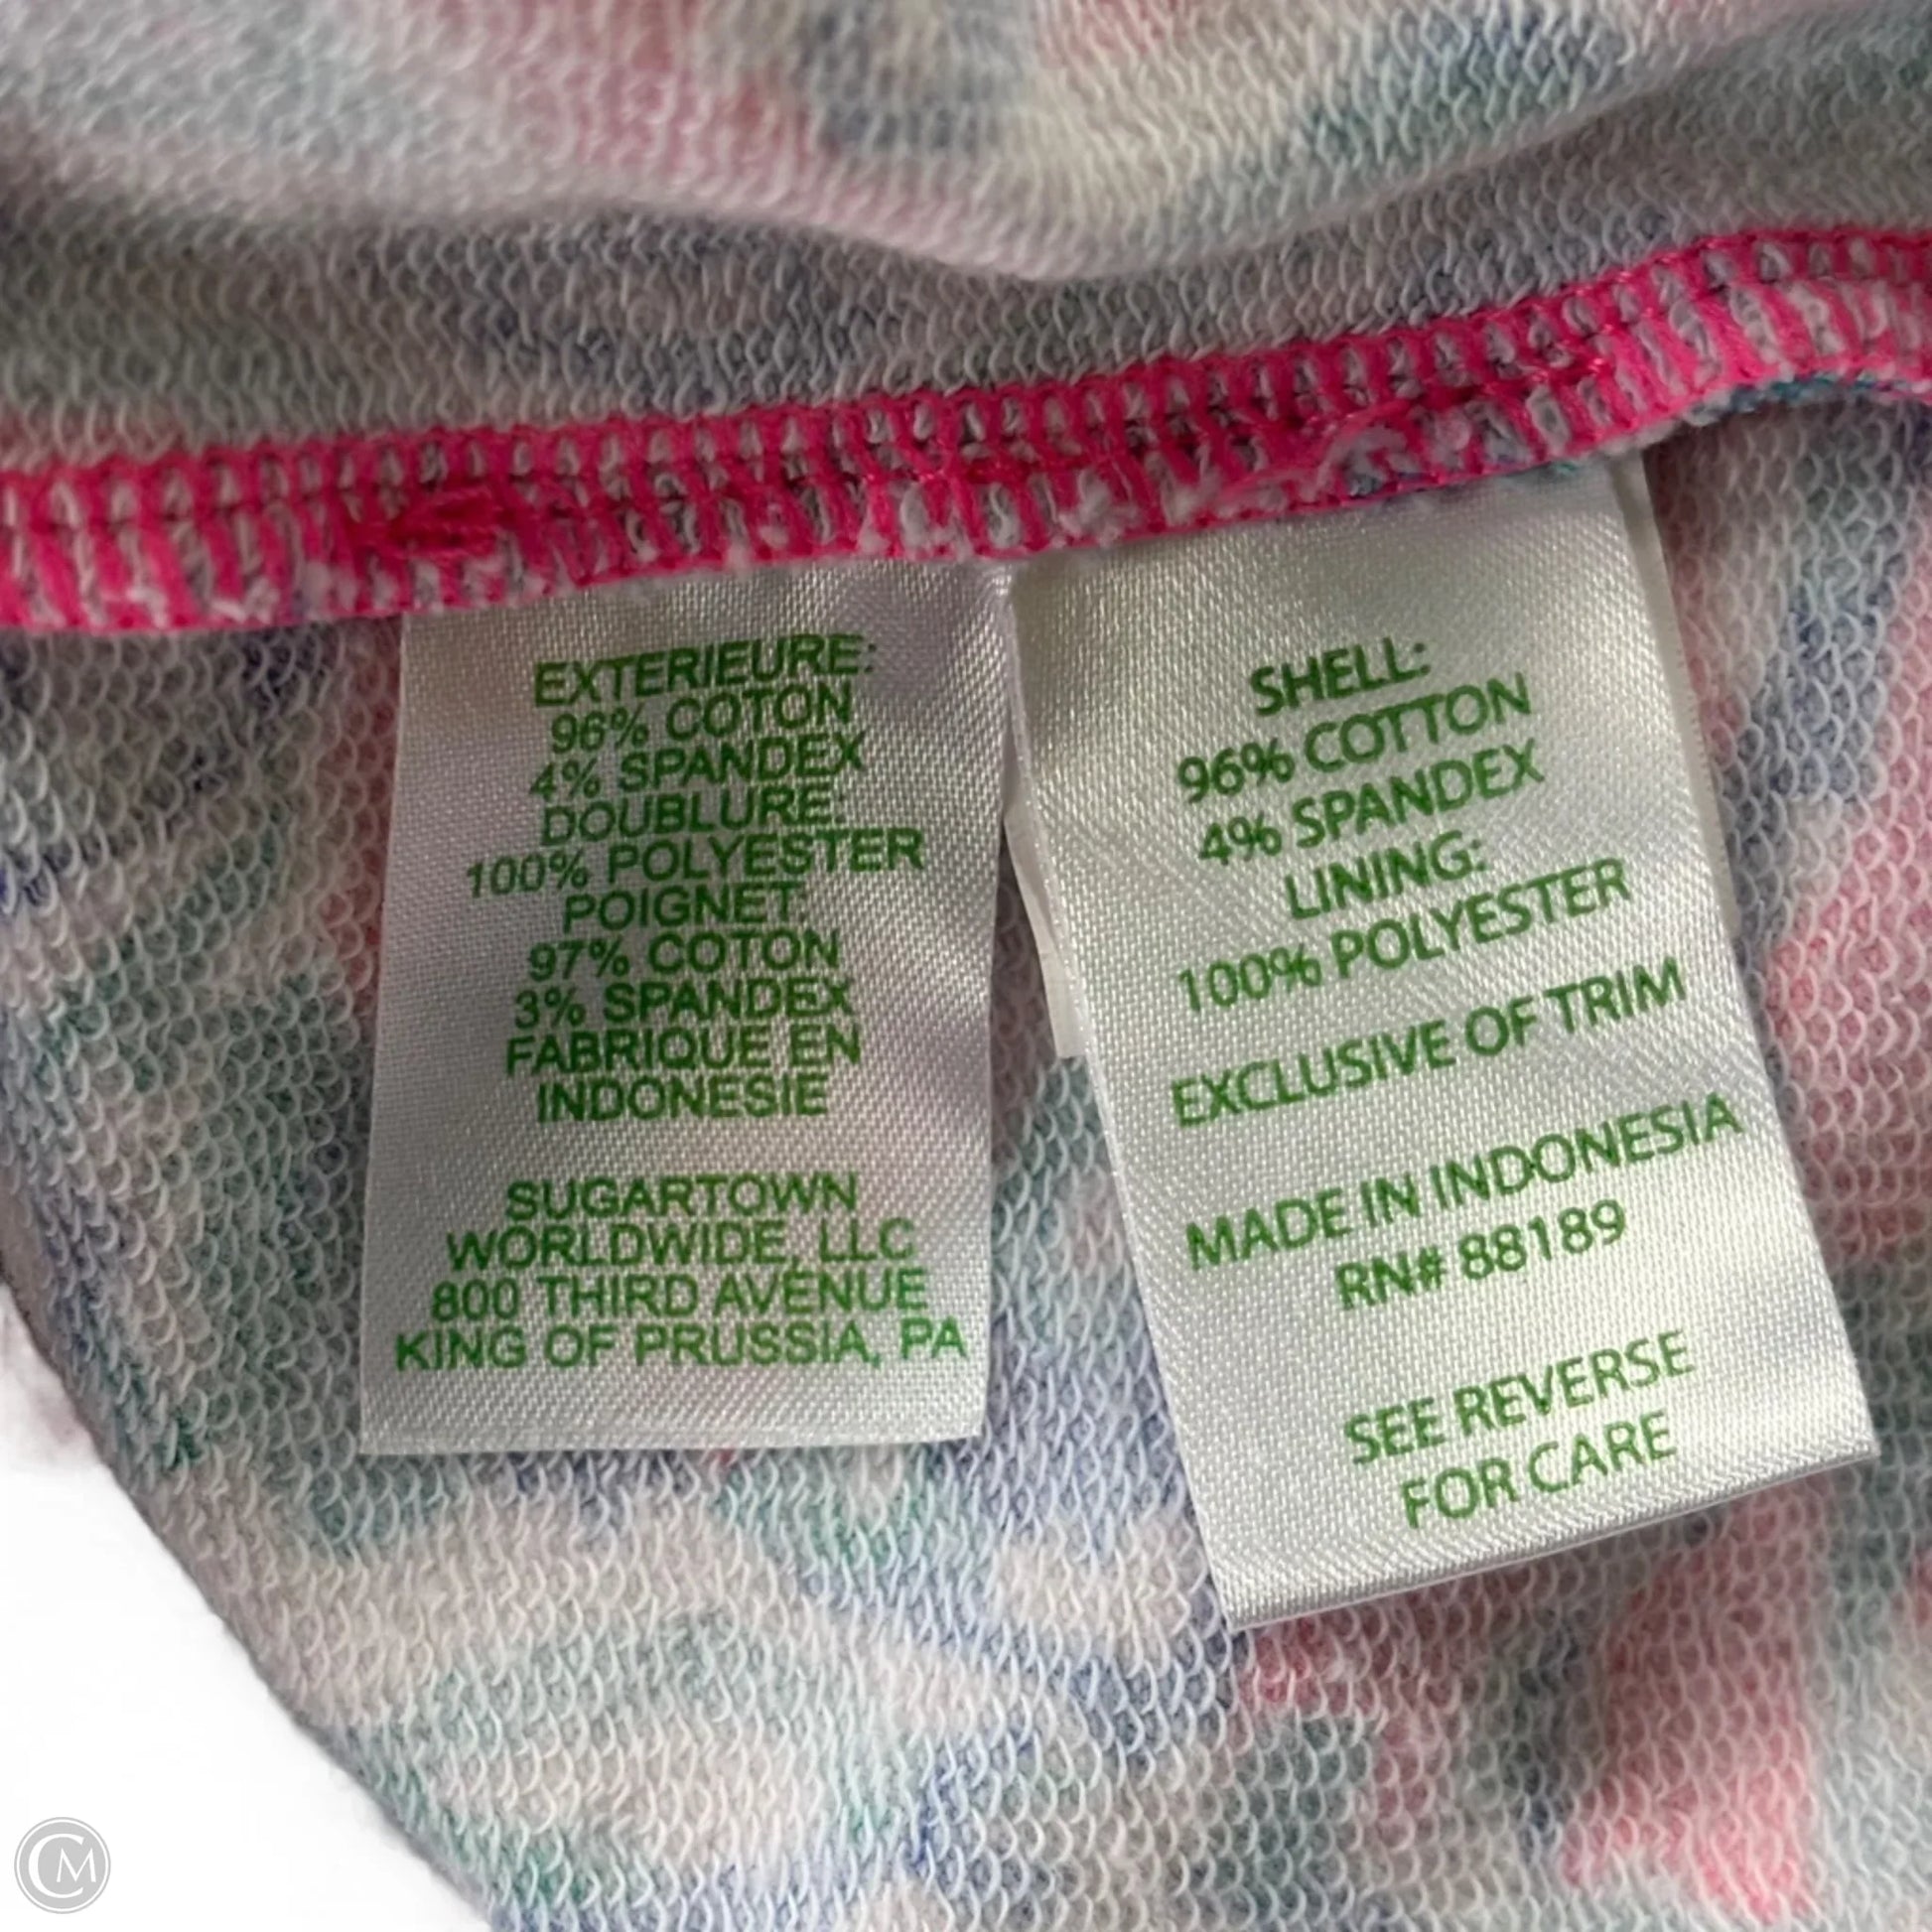 EXTERIEURE:
96% COTON
4% SPANDEX
DOUBLURE:
100% POLYESTER
POIGNET:
97% COTON
3% SPANDEX
FABRIQUE EN
INDONESIE
SUGARTOWN
WORLDWIDE, LLC
800 THIRD AVENUE
KING OF PRUSSIA, PA
SHELL:
96% COTTON
4% SPANDEX
LINING:
100% POLYESTER
EXCLUSIVE OF TRIM
MADE IN INDONESIA
RN# 88189
SEE REVERSE
FOR CARE
CM